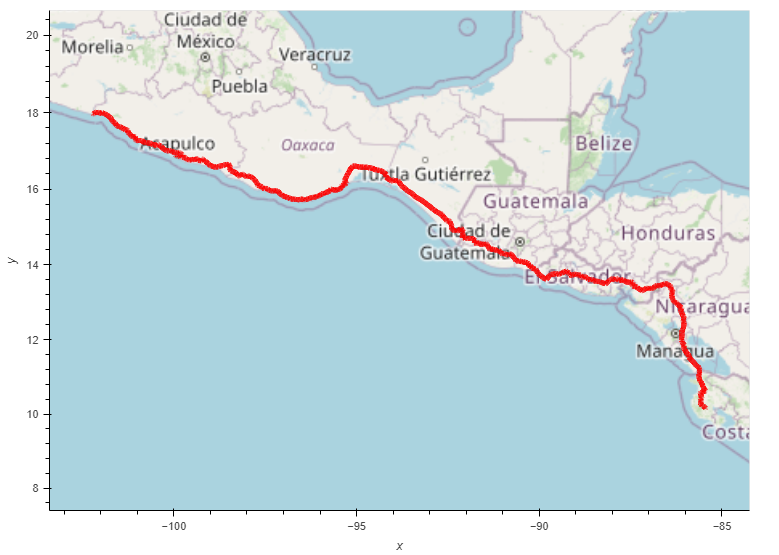 Ciudad de
México
Morelia
Veracruz
Puebla
Acapulco
Oaxaca
Tuxtla Gutiérrez
Belize
Guatemala
Ciudad de
Guatemala
Honduras
El Salvador
Nicaragua
Managua
Costa
20
18
16
14
12
10
8
y
−100
−95
−90
−85
x